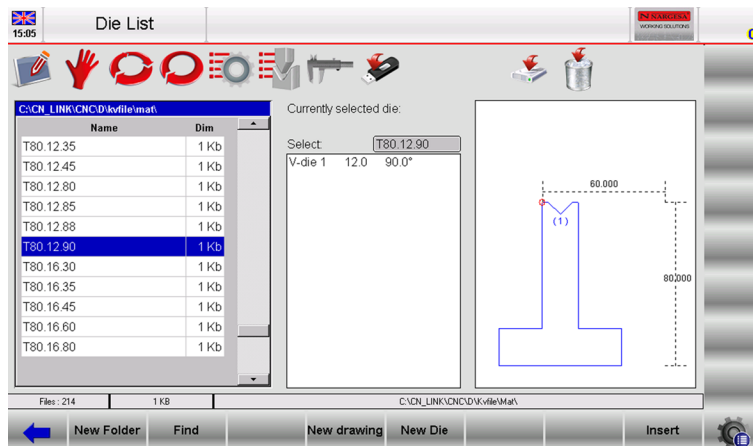 15:05
Die List
NARGESA
WORKING SOLUTIONS
C:\CN_LINK\CNC\D\kvfile\mat\
Name Dim
T80.12.35 1 Kb
T80.12.45 1 Kb
T80.12.80 1 Kb
T80.12.85 1 Kb
T80.12.88 1 Kb
T80.12.90 1 Kb
T80.16.30 1 Kb
T80.16.35 1 Kb
T80.16.45 1 Kb
T80.16.60 1 Kb
T80.16.80 1 Kb
Currently selected die:
Select: T80.12.90
V-die 1 12.0 90.0°
60.000
(1)
80.000
Files : 214 1 KB C:\CN_LINK\CNC\D\Kvfile\Mat\
New Folder Find New drawing New Die Insert